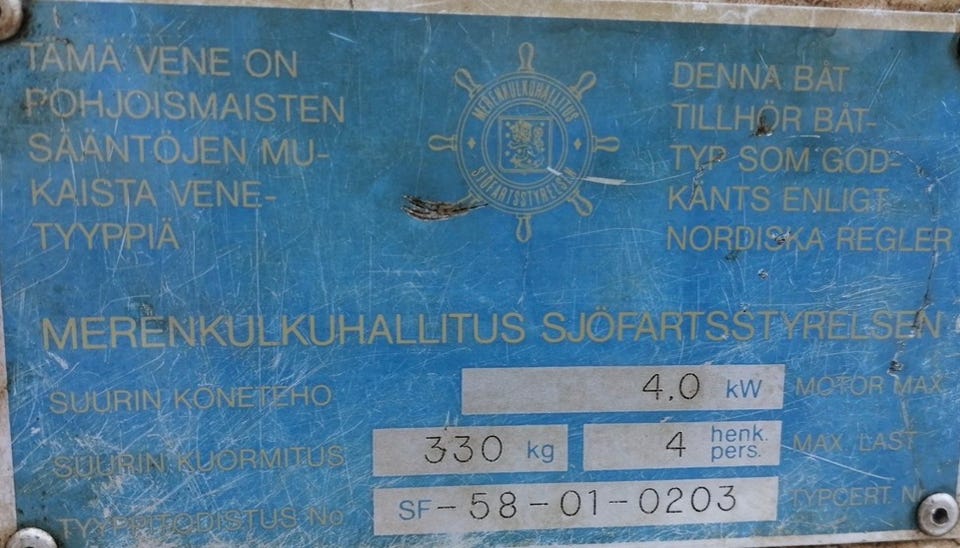 TÄMÄ VENE ON
POHJOISMAISTEN
SÄÄNTÖJEN MU-
KAISTA VENE-
TYYPPIÄ
MERENKULKUHALLITUS
SJÖFARTSSTYRELSEN
DENNA BÅT
TILLHÖR BÅT-
TYP SOM GOD-
KÄNTS ENLIGT
NORDISKA REGLER
MERENKULKUHALLITUS SJÖFARTSSTYRELSEN
SUURIN KONETEHO 4.0 kW MOTOR MAX
SUURIN KUORMITUS 330 kg 4 henk. pers. MAX LAST
TYYPPITODISTUS No SF-58-01-0203 TYPCERT. Nr